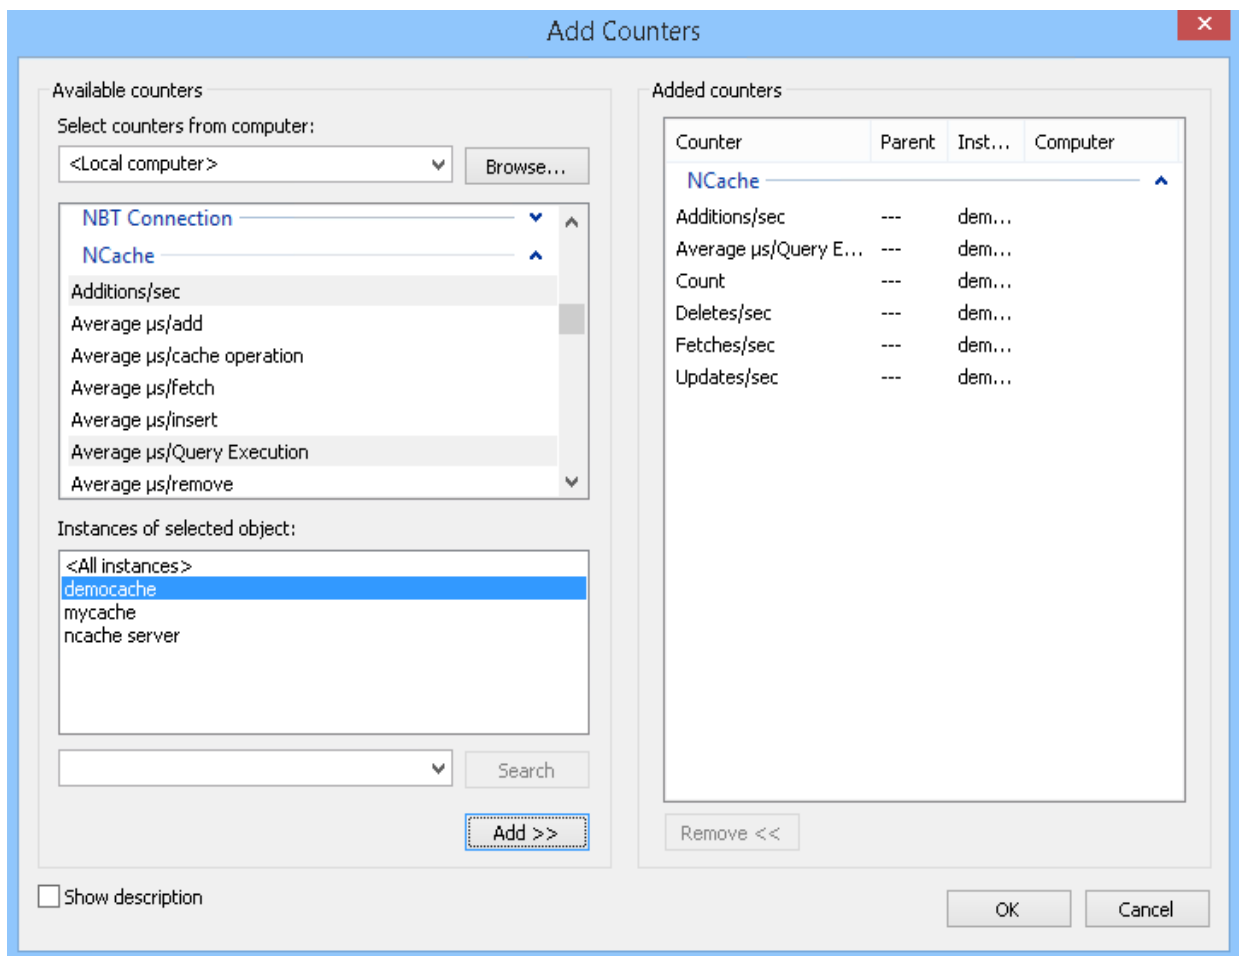 Add Counters
Available counters
Select counters from computer:
<Local computer>
Browse...
NBT Connection
NCache
Additions/sec
Average µs/add
Average µs/cache operation
Average µs/fetch
Average µs/insert
Average µs/Query Execution
Average µs/remove
Instances of selected object:
<All instances>
democache
mycache
ncache server
Search
Add >>
Show description
Added counters
Counter Parent Inst... Computer
NCache
Additions/sec --- dem...
Average µs/Query E... --- dem...
Count --- dem...
Deletes/sec --- dem...
Fetches/sec --- dem...
Updates/sec --- dem...
Remove <<
OK Cancel